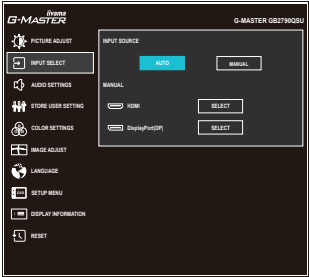 iiyama
G-MASTER
G-MASTER GB2790QSU
PICTURE ADJUST
INPUT SELECT
AUDIO SETTINGS
STORE USER SETTING
COLOR SETTINGS
IMAGE ADJUST
LANGUAGE
OSD
SETUP MENU
DISPLAY INFORMATION
RESET
INPUT SOURCE
AUTO
MANUAL
MANUAL
HDMI
SELECT
DisplayPort(DP)
SELECT